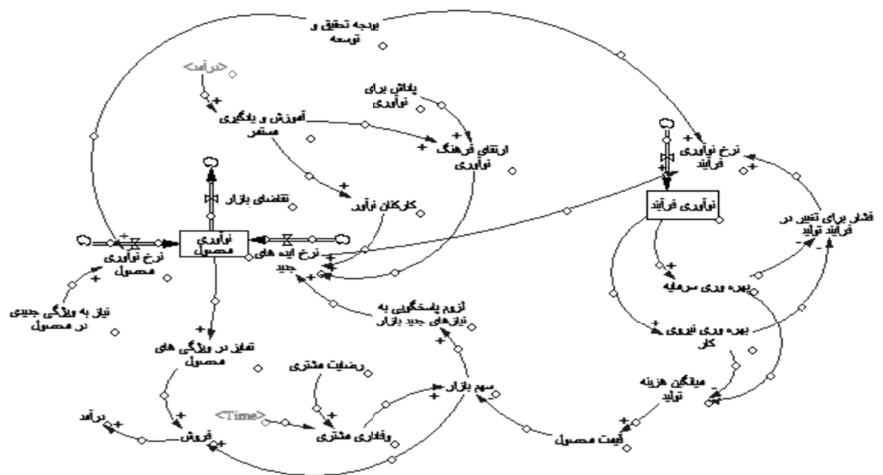 بودجه تحقیق و
توسعه
<درآمد>
پاداش برای
نوآوری
آموزش و یادگیری
مستمر
ارتقای فرهنگ
نوآوری
نرخ نوآوری
فرآیند
تقاضای بازار
کارکنان نوآور
نوآوری فرآیند
فشار برای تغییر در
فرایند تولید
نوآوری
محصول
نرخ ایده های
جدید
نرخ نوآوری
محصول
بهره وری سرمایه
نیاز به ویژگی جدیدی
در محصول
لزوم پاسخگویی به
نیازهای جدید بازار
بهره وری نیروی
کار
تمایز در ویژگی های
محصول
رضایت مشتری
سهم بازار
میانگین هزینه
تولید
درآمد
<Time>
فروش
وفاداری مشتری
قیمت محصول